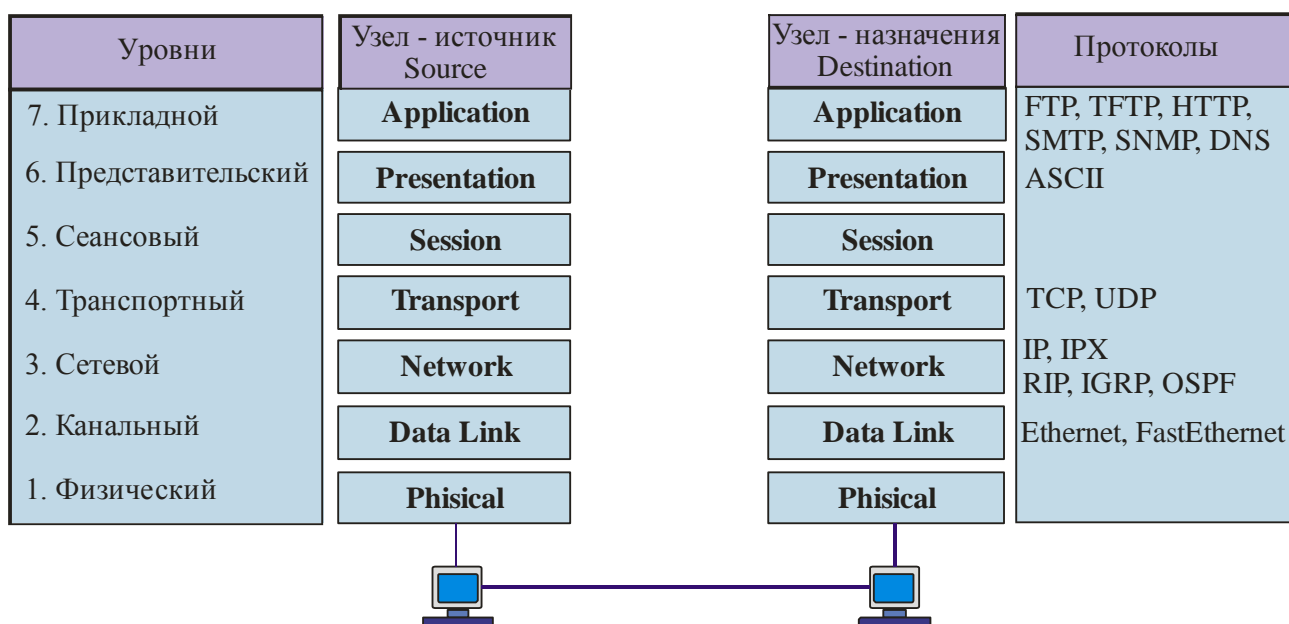 Уровни
7. Прикладной
6. Представительский
5. Сеансовый
4. Транспортный
3. Сетевой
2. Канальный
1. Физический
Узел - источник
Source
Application
Presentation
Session
Transport
Network
Data Link
Phisical
Узел - назначения
Destination
Application
Presentation
Session
Transport
Network
Data Link
Phisical
Протоколы
FTP, TFTP, HTTP,
SMTP, SNMP, DNS
ASCII
TCP, UDP
IP, IPX
RIP, IGRP, OSPF
Ethernet, FastEthernet